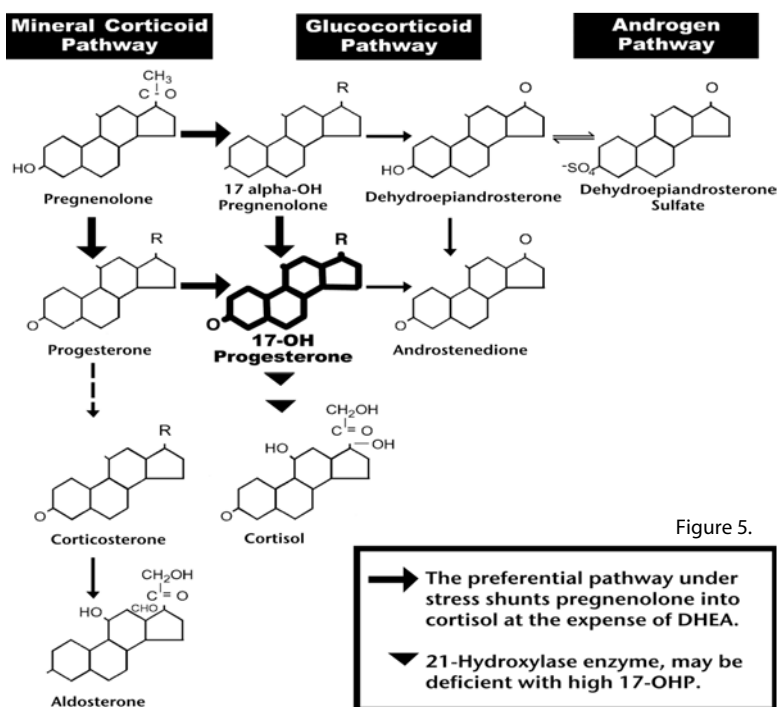 Mineral Corticoid
Pathway
Glucocorticoid
Pathway
Androgen
Pathway
CH3
C - O
HO
Pregnenolone
R
17 alpha-OH
Pregnenolone
O
HO
Dehydroepiandrosterone
O
-SO4
Dehydroepiandrosterone
Sulfate
R
O
Progesterone
R
O
17-OH
Progesterone
O
O
Androstenedione
R
O
Corticosterone
CH2OH
C = O
HO
OH
O
Cortisol
CH2OH
C = O
HO
CHO
Aldosterone
Figure 5.
The preferential pathway under
stress shunts pregnenolone into
cortisol at the expense of DHEA.
21-Hydroxylase enzyme, may be
deficient with high 17-OHP.